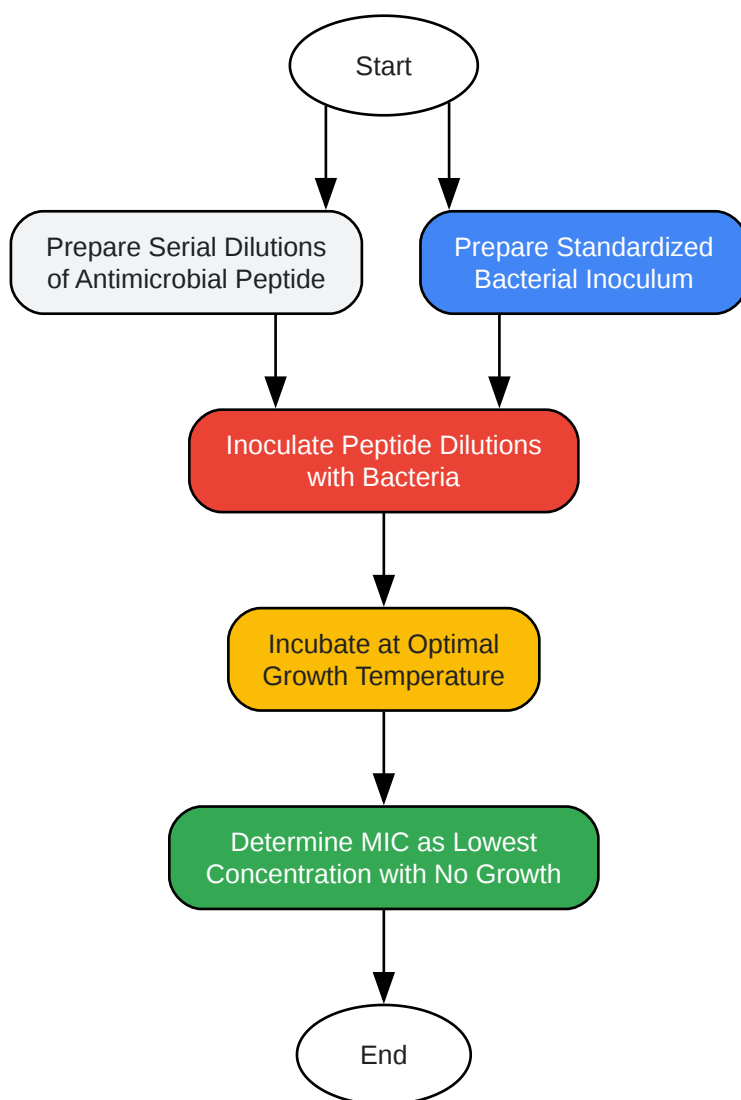 Start
Prepare Serial Dilutions
of Antimicrobial Peptide
Prepare Standardized
Bacterial Inoculum
Inoculate Peptide Dilutions
with Bacteria
Incubate at Optimal
Growth Temperature
Determine MIC as Lowest
Concentration with No Growth
End